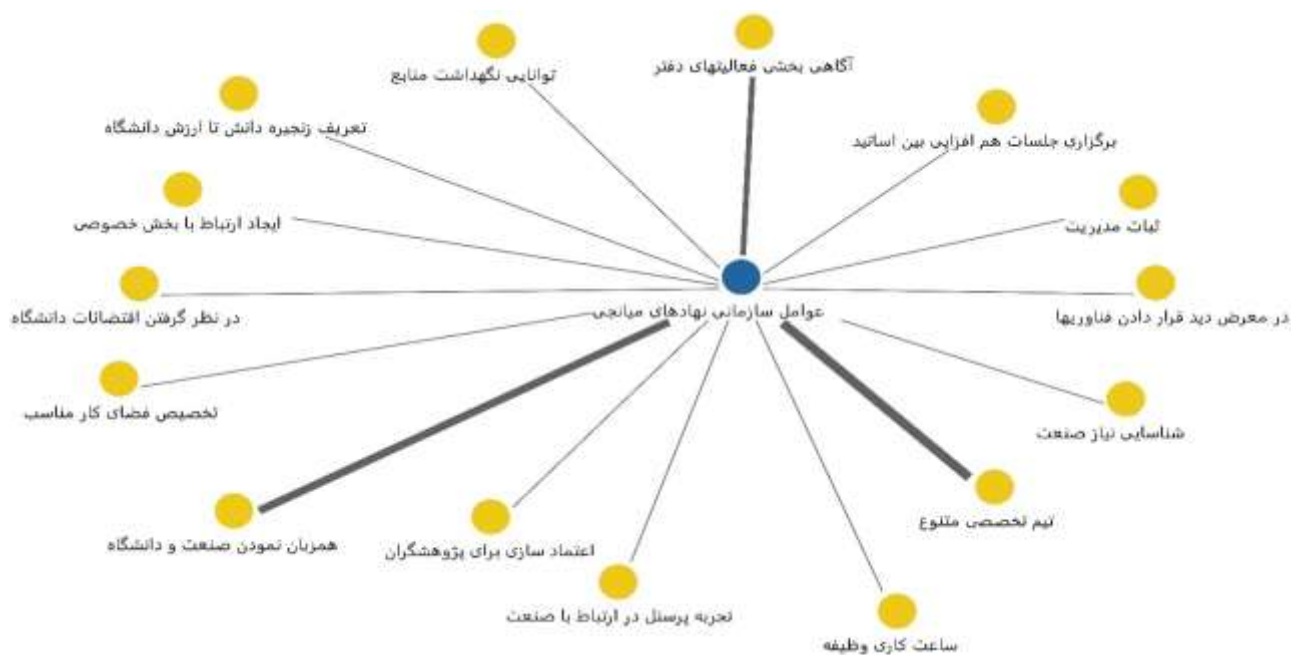 آگاهی بخشی فعالیتهای دفتر
توانایی نگهداشت منابع
برگزاری جلسات هم افزایی بین اساتید
تعریف زنجیره دانش تا ارزش دانشگاه
ثبات مدیریت
ایجاد ارتباط با بخش خصوصی
عوامل سازمانی نهادهای میانجی
در معرض دید قرار دادن فناوریها
در نظر گرفتن اقتضائات دانشگاه
تخصیص فضای کار مناسب
شناسایی نیاز صنعت
تیم تخصصی متنوع
همزبان نمودن صنعت و دانشگاه
اعتماد سازی برای پژوهشگران
تجربه پرسنل در ارتباط با صنعت
ساعت کاری وظیفه